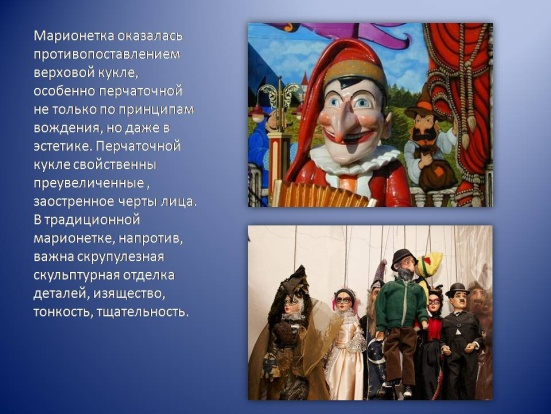 Марионетка оказалась
противопоставлением
верховой кукле,
особенно перчаточной
не только по принципам
вождения, но даже в
эстетике. Перчаточной
кукле свойственны
преувеличенные ,
заостренное черты лица.
В традиционной
марионетке, напротив,
важна скрупулезная
скульптурная отделка
деталей, изящество,
тонкость, тщательность.